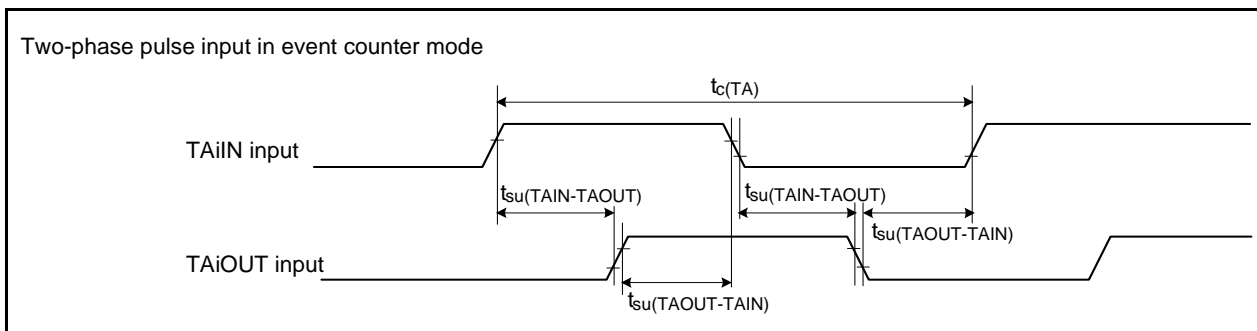 Two-phase pulse input in event counter mode
tc(TA)
TAiIN input
tsu(TAIN-TAOUT)
tsu(TAIN-TAOUT)
tsu(TAOUT-TAIN)
TAiOUT input
tsu(TAOUT-TAIN)